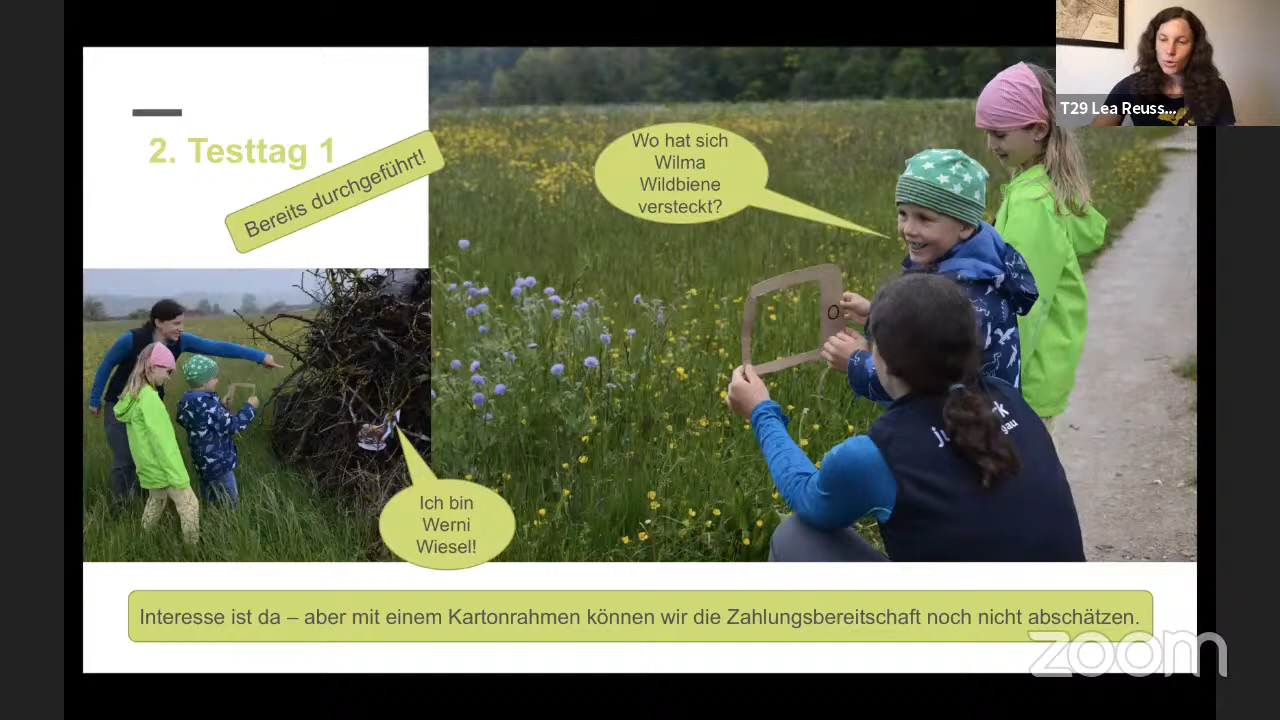 2. Testtag 1
Bereits durchgeführt!
Wo hat sich
Wilma
Wildbiene
versteckt?
Ich bin
Werni
Wiesel!
Interesse ist da – aber mit einem Kartonrahmen können wir die Zahlungsbereitschaft noch nicht abschätzen.
T29 Lea Reuss...
zoom